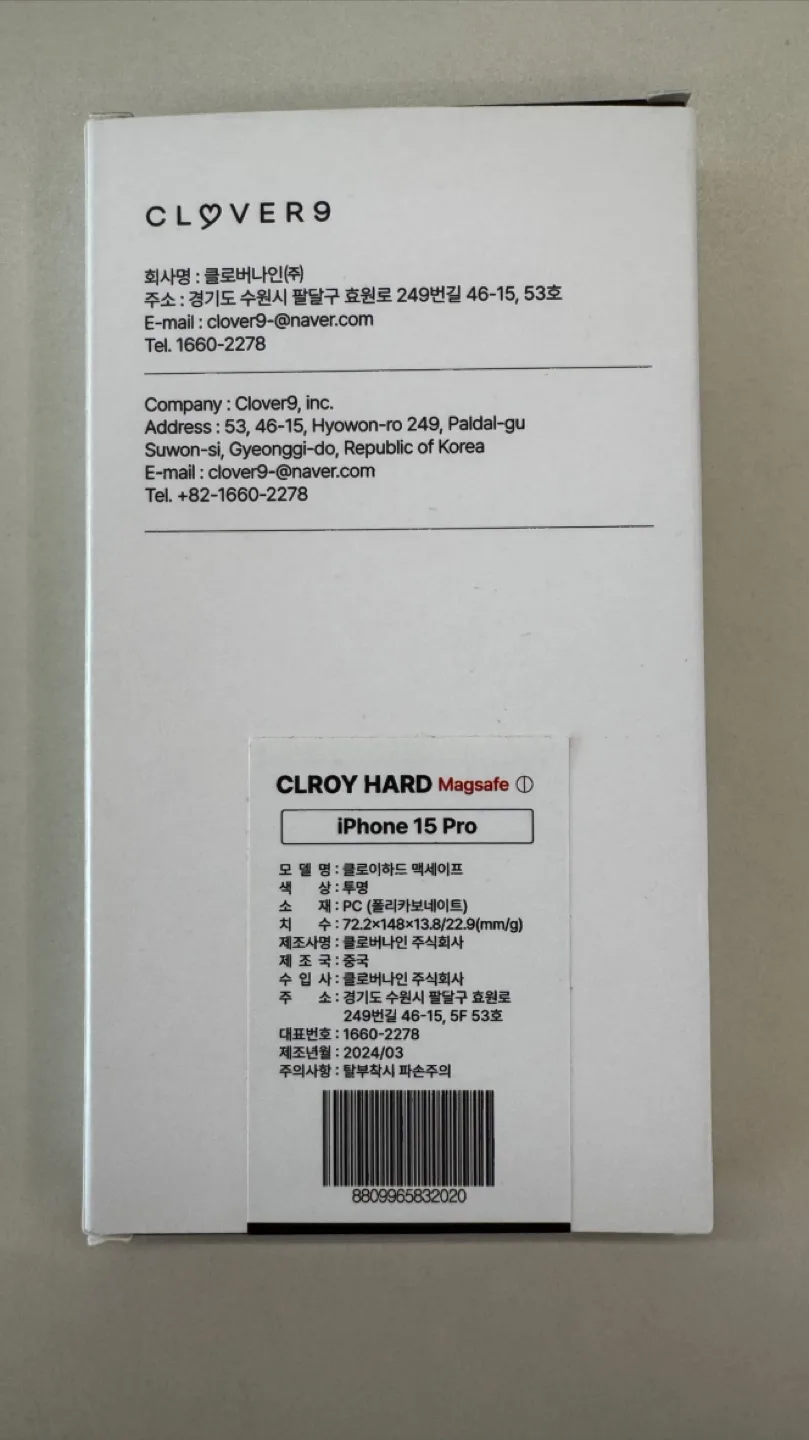 CLOVER9
회사명 : 클로버나인㈜
주소 : 경기도 수원시 팔달구 효원로 249번길 46-15, 53호
E-mail : clover9-@naver.com
Tel. 1660-2278
Company : Clover9, inc.
Address : 53, 46-15, Hyowon-ro 249, Paldal-gu
Suwon-si, Gyeonggi-do, Republic of Korea
E-mail : clover9-@naver.com
Tel. +82-1660-2278
CLROY HARD Magsafe
iPhone 15 Pro
모 델 명 : 클로이하드 맥세이프
색 상 : 투명
소 재 : PC (폴리카보네이트)
치 수 : 72.2×148×13.8/22.9(mm/g)
제조사명 : 클로버나인 주식회사
제 조 국 : 중국
수 입 사 : 클로버나인 주식회사
주 소 : 경기도 수원시 팔달구 효원로
249번길 46-15, 5F 53호
대표번호 : 1660-2278
제조년월 : 2024/03
주의사항 : 탈부착시 파손주의
8809965832020